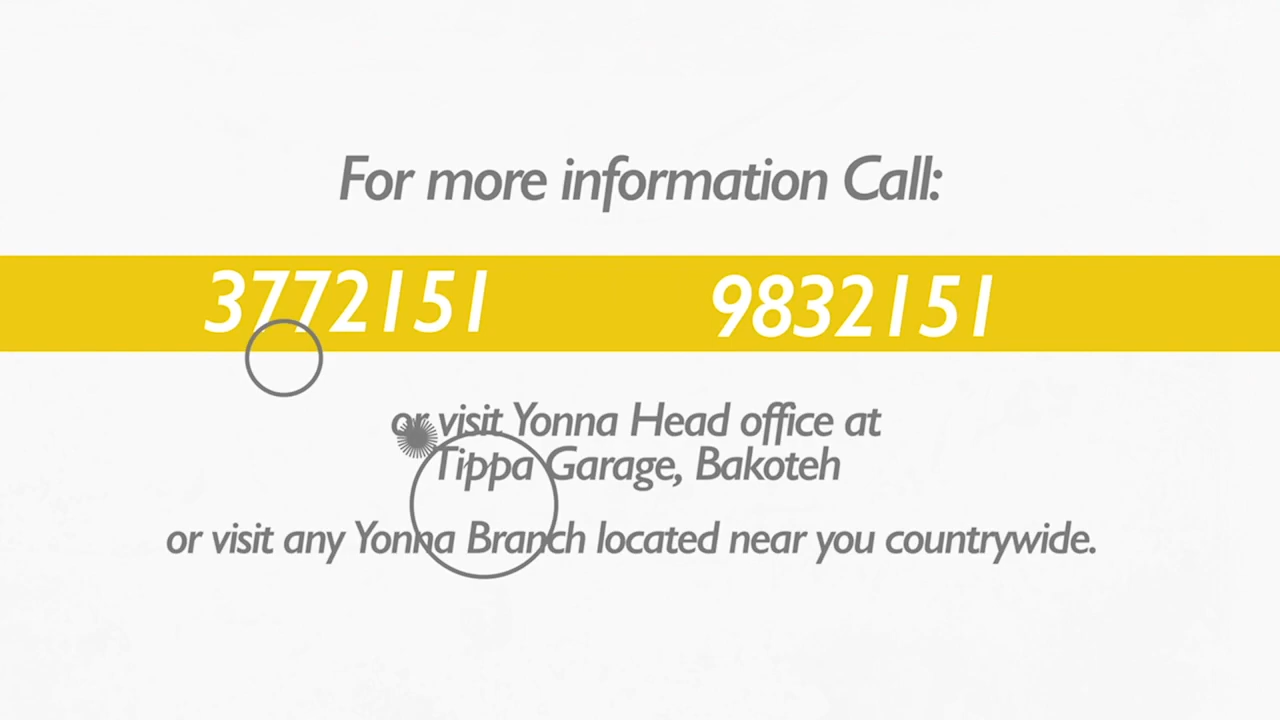 For more information Call:
3772151 9832151
or visit Yonna Head office at
Tippa Garage, Bakoteh
or visit any Yonna Branch located near you countrywide.